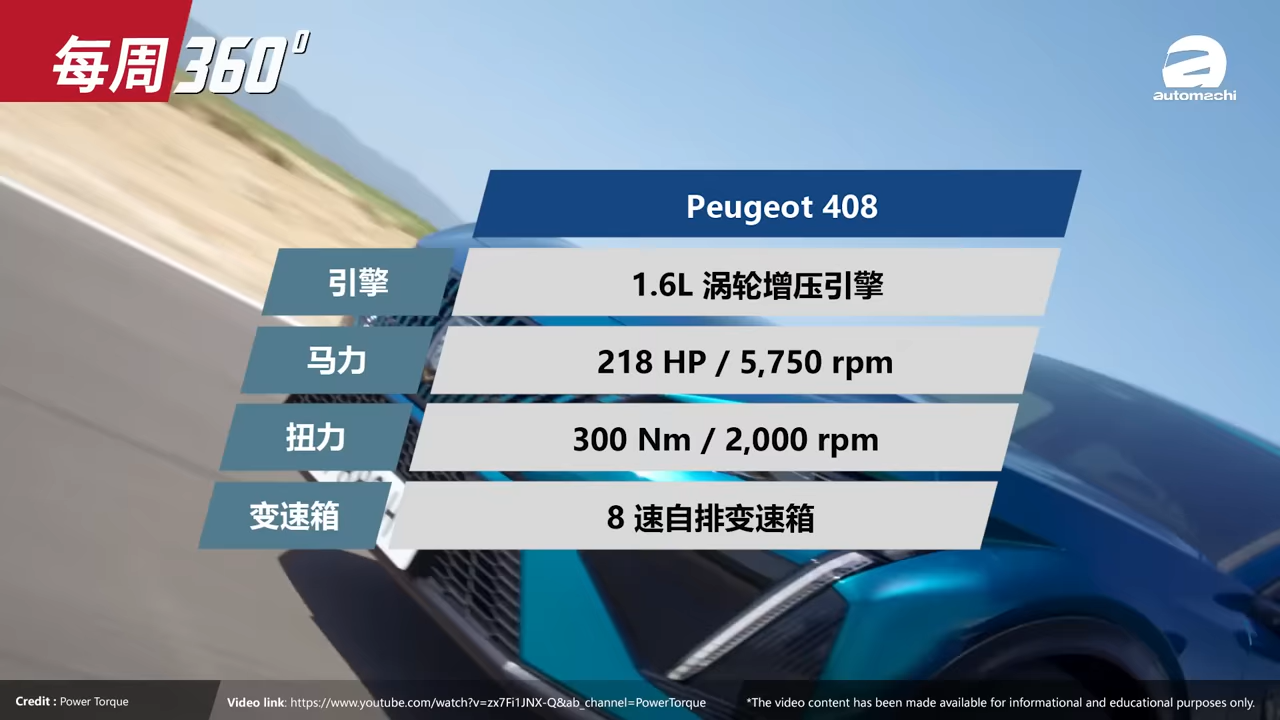 每周360°
automachi
Peugeot 408
引擎 1.6L 涡轮增压引擎
马力 218 HP / 5,750 rpm
扭力 300 Nm / 2,000 rpm
变速箱 8 速自排变速箱
Credit : Power Torque
Video link: https://www.youtube.com/watch?v=zx7Fi1JNX-Q&ab_channel=PowerTorque
*The video content has been made available for informational and educational purposes only.